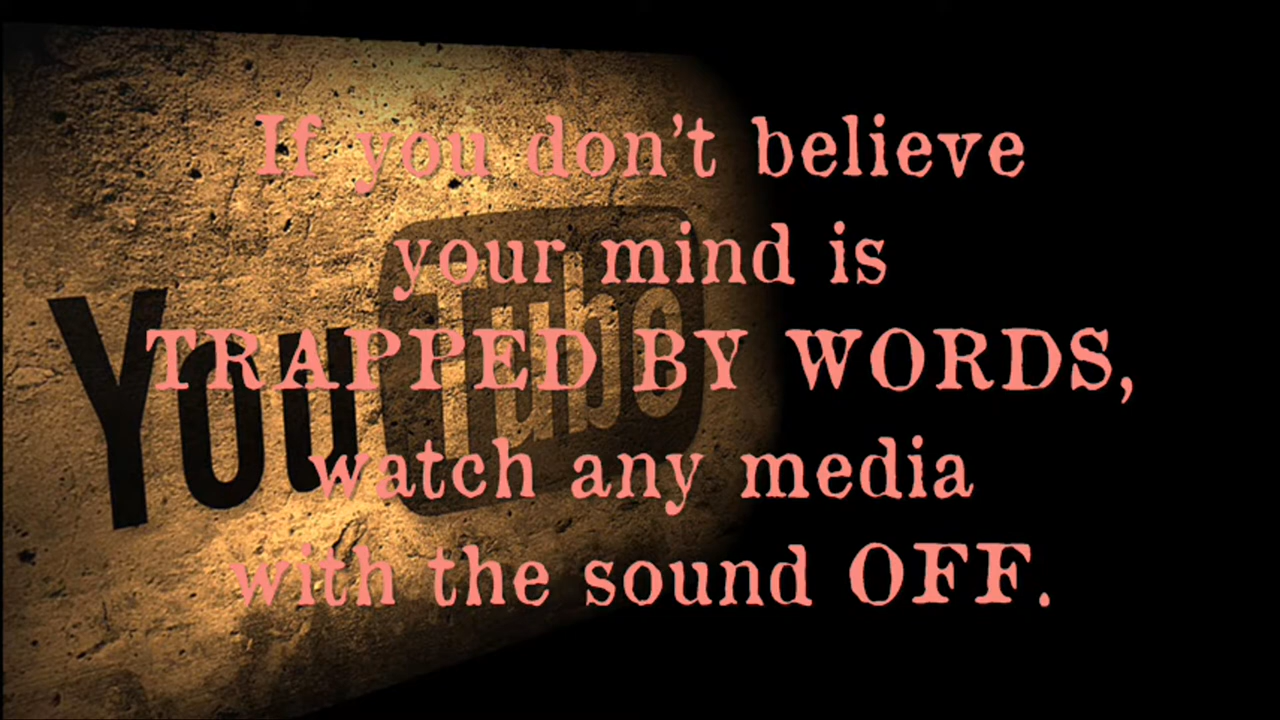 If you don't believe
your mind is
TRAPPED BY WORDS,
watch any media
with the sound OFF.
YouTube